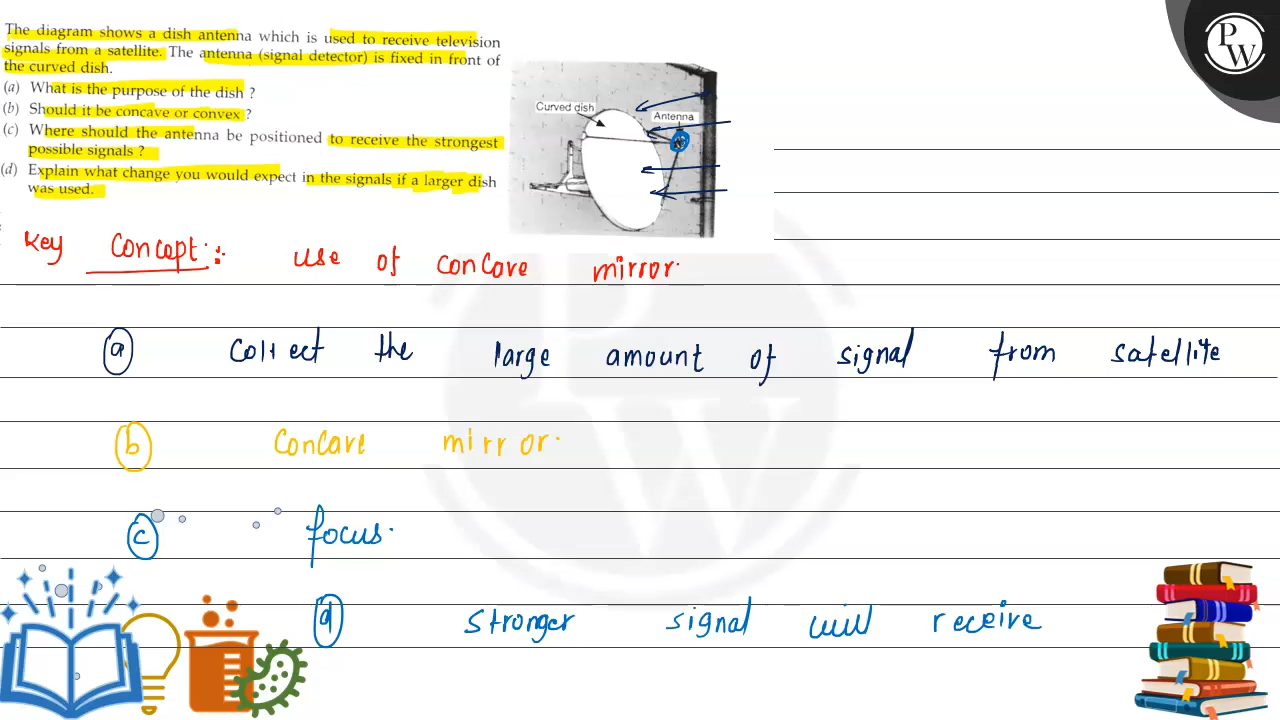 The diagram shows a dish antenna which is used to receive television
signals from a satellite. The antenna (signal detector) is fixed in front of
the curved dish.
(a) What is the purpose of the dish ?
(b) Should it be concave or convex ?
(c) Where should the antenna be positioned to receive the strongest
possible signals ?
(d) Explain what change you would expect in the signals if a larger dish
was used.
Curved dish
Antenna
PW
Key Concept :- use of concave mirror.
(a) Collect the large amount of signal from satellite
(b) Concave mirror.
(c) focus.
(d) stronger signal will receive